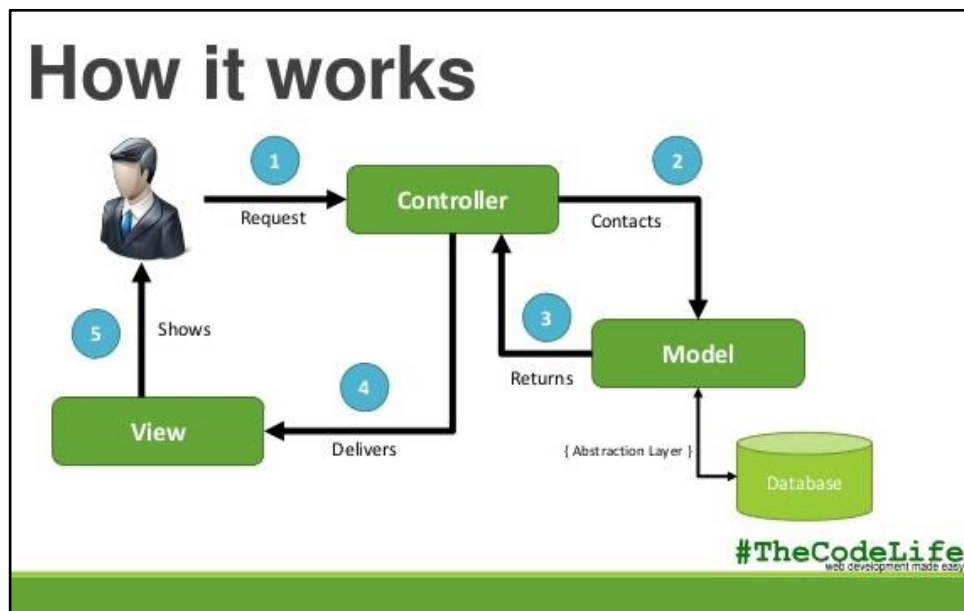 How it works
1
Request
Controller
2
Contacts
3
Returns
Model
5
Shows
4
Delivers
View
{ Abstraction Layer }
Database
#TheCodeLife
web development made easy